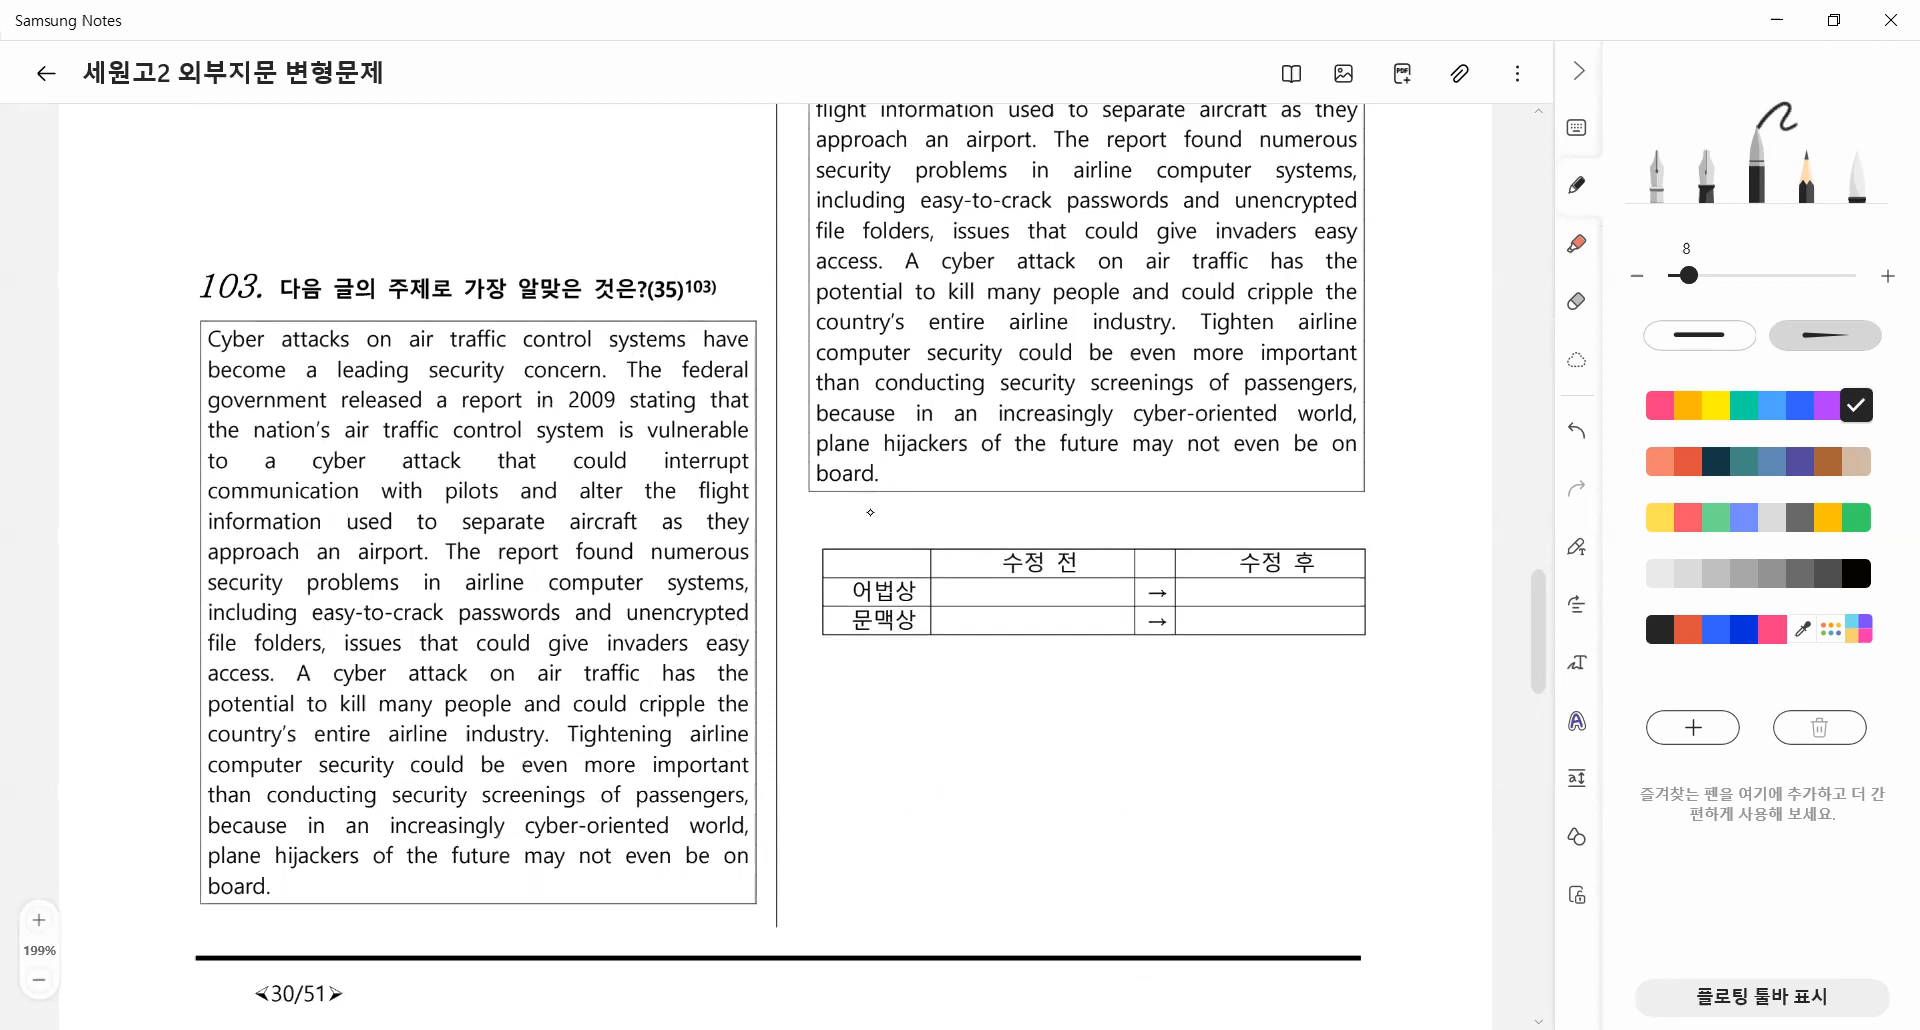 Samsung Notes
세원고2 외부지문 변형문제
103. 다음 글의 주제로 가장 알맞은 것은?(35)103)
Cyber attacks on air traffic control systems have
become a leading security concern. The federal
government released a report in 2009 stating that
the nation's air traffic control system is vulnerable
to a cyber attack that could interrupt
communication with pilots and alter the flight
information used to separate aircraft as they
approach an airport. The report found numerous
security problems in airline computer systems,
including easy-to-crack passwords and unencrypted
file folders, issues that could give invaders easy
access. A cyber attack on air traffic has the
potential to kill many people and could cripple the
country's entire airline industry. Tightening airline
computer security could be even more important
than conducting security screenings of passengers,
because in an increasingly cyber-oriented world,
plane hijackers of the future may not even be on
board.
flight information used to separate aircraft as they
approach an airport. The report found numerous
security problems in airline computer systems,
including easy-to-crack passwords and unencrypted
file folders, issues that could give invaders easy
access. A cyber attack on air traffic has the
potential to kill many people and could cripple the
country's entire airline industry. Tighten airline
computer security could be even more important
than conducting security screenings of passengers,
because in an increasingly cyber-oriented world,
plane hijackers of the future may not even be on
board.
수정 전 수정 후
어법상 →
문맥상 →
⮜30/51⮞
199%
PDF
8
즐겨찾는 펜을 여기에 추가하고 더 간
편하게 사용해 보세요.
플로팅 툴바 표시